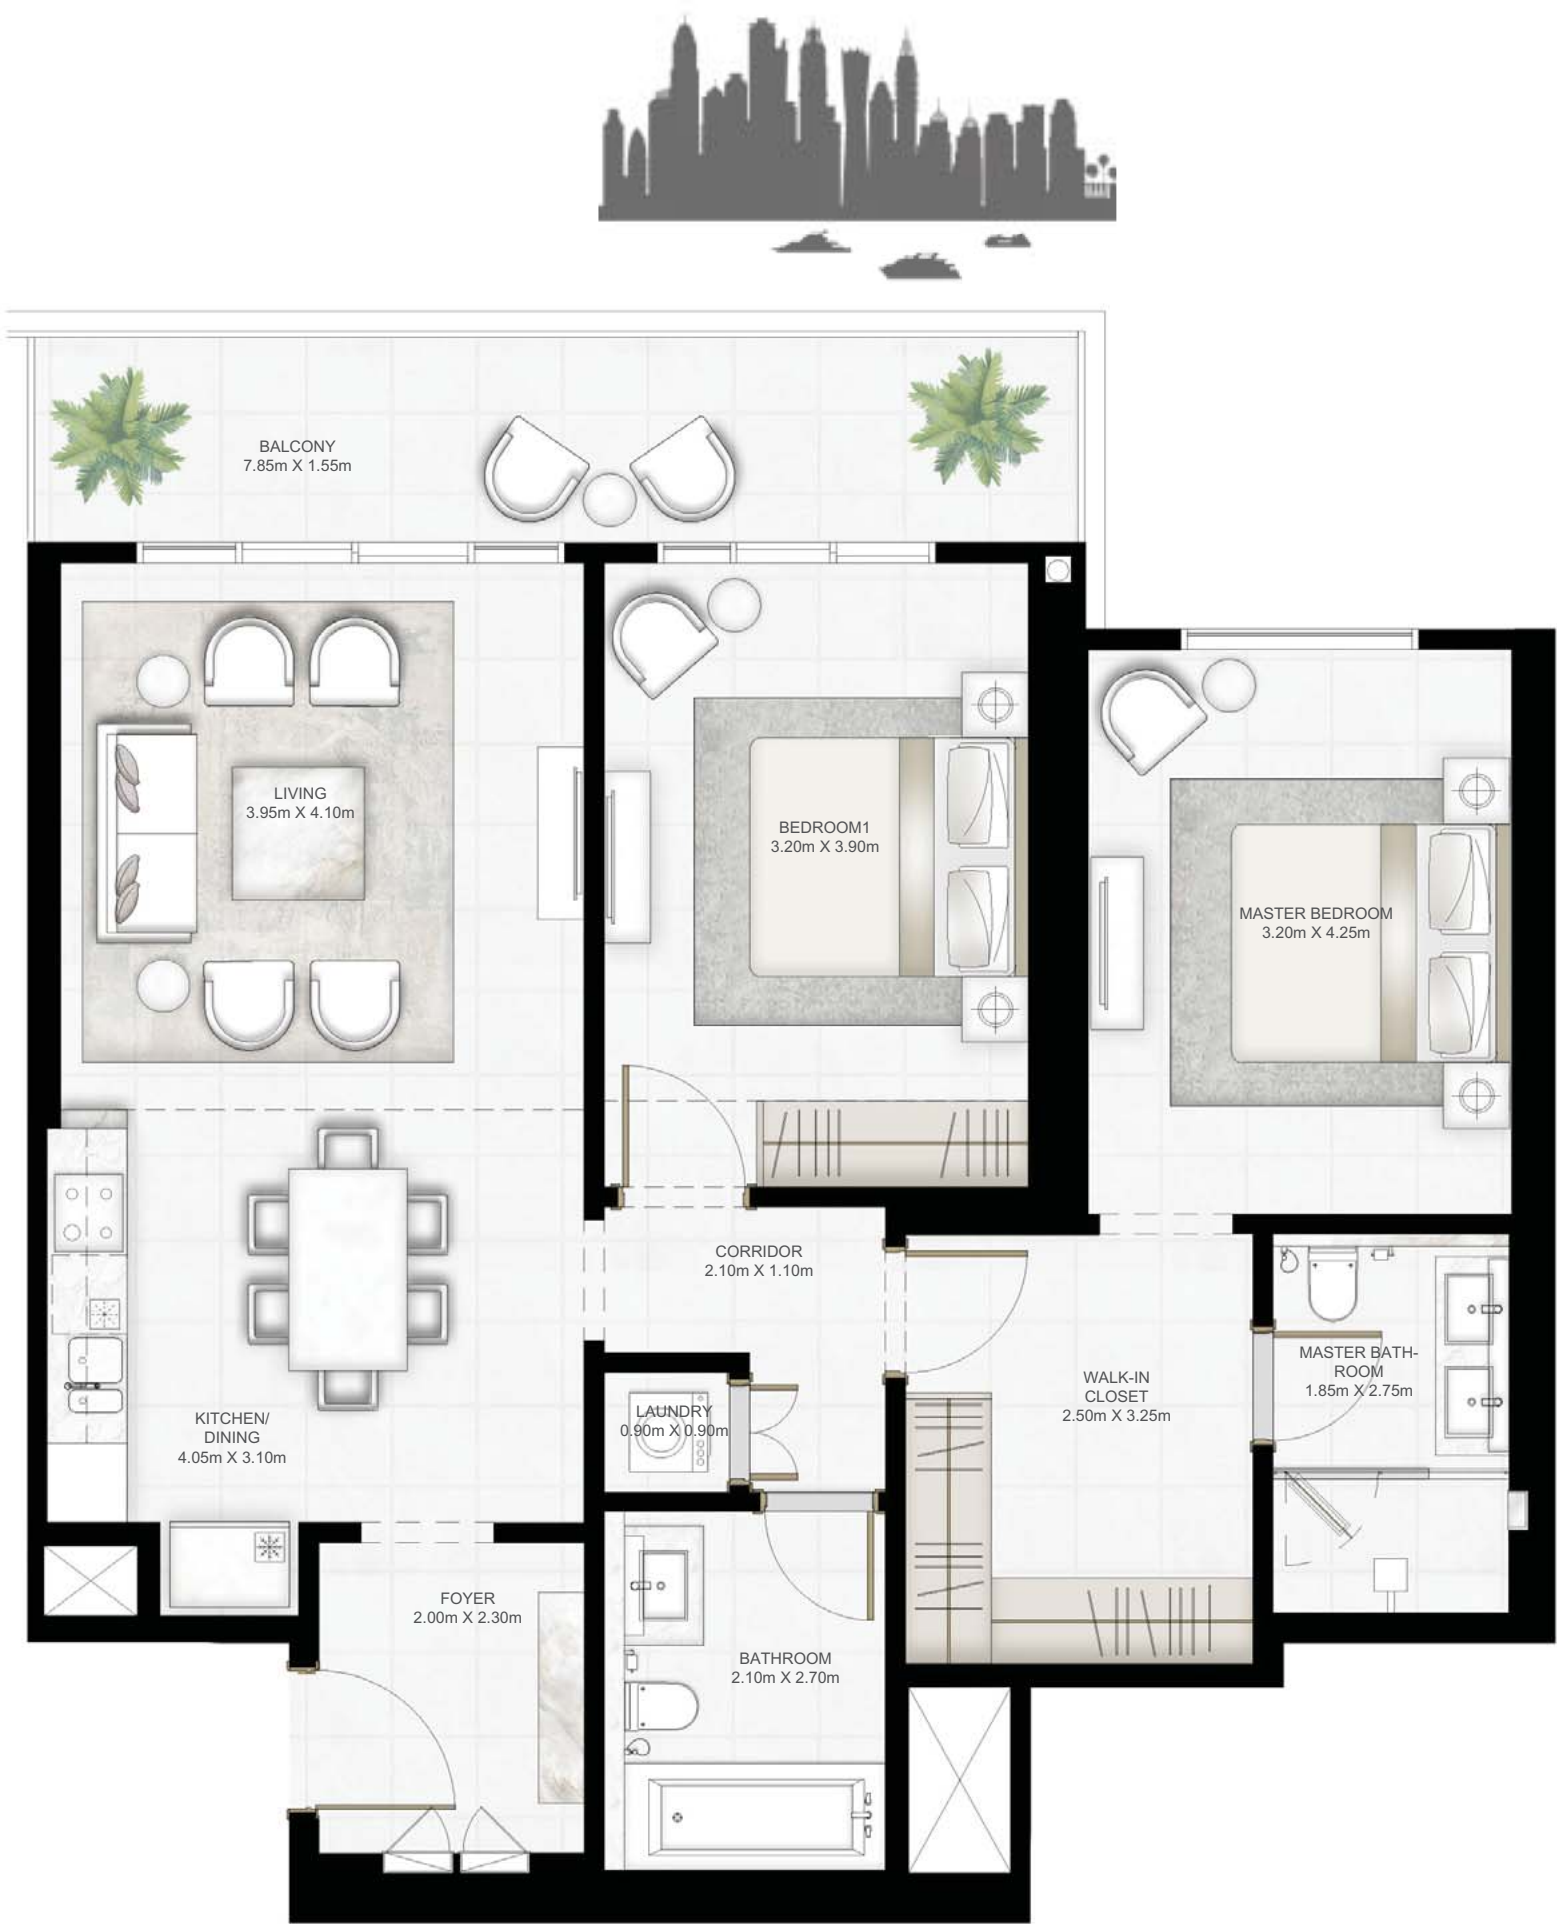 BALCONY
7.85m X 1.55m
LIVING
3.95m X 4.10m
BEDROOM1
3.20m X 3.90m
MASTER BEDROOM
3.20m X 4.25m
CORRIDOR
2.10m X 1.10m
MASTER BATH-
ROOM
1.85m X 2.75m
WALK-IN
CLOSET
2.50m X 3.25m
LAUNDRY
0.90m X 0.90m
KITCHEN/
DINING
4.05m X 3.10m
FOYER
2.00m X 2.30m
BATHROOM
2.10m X 2.70m